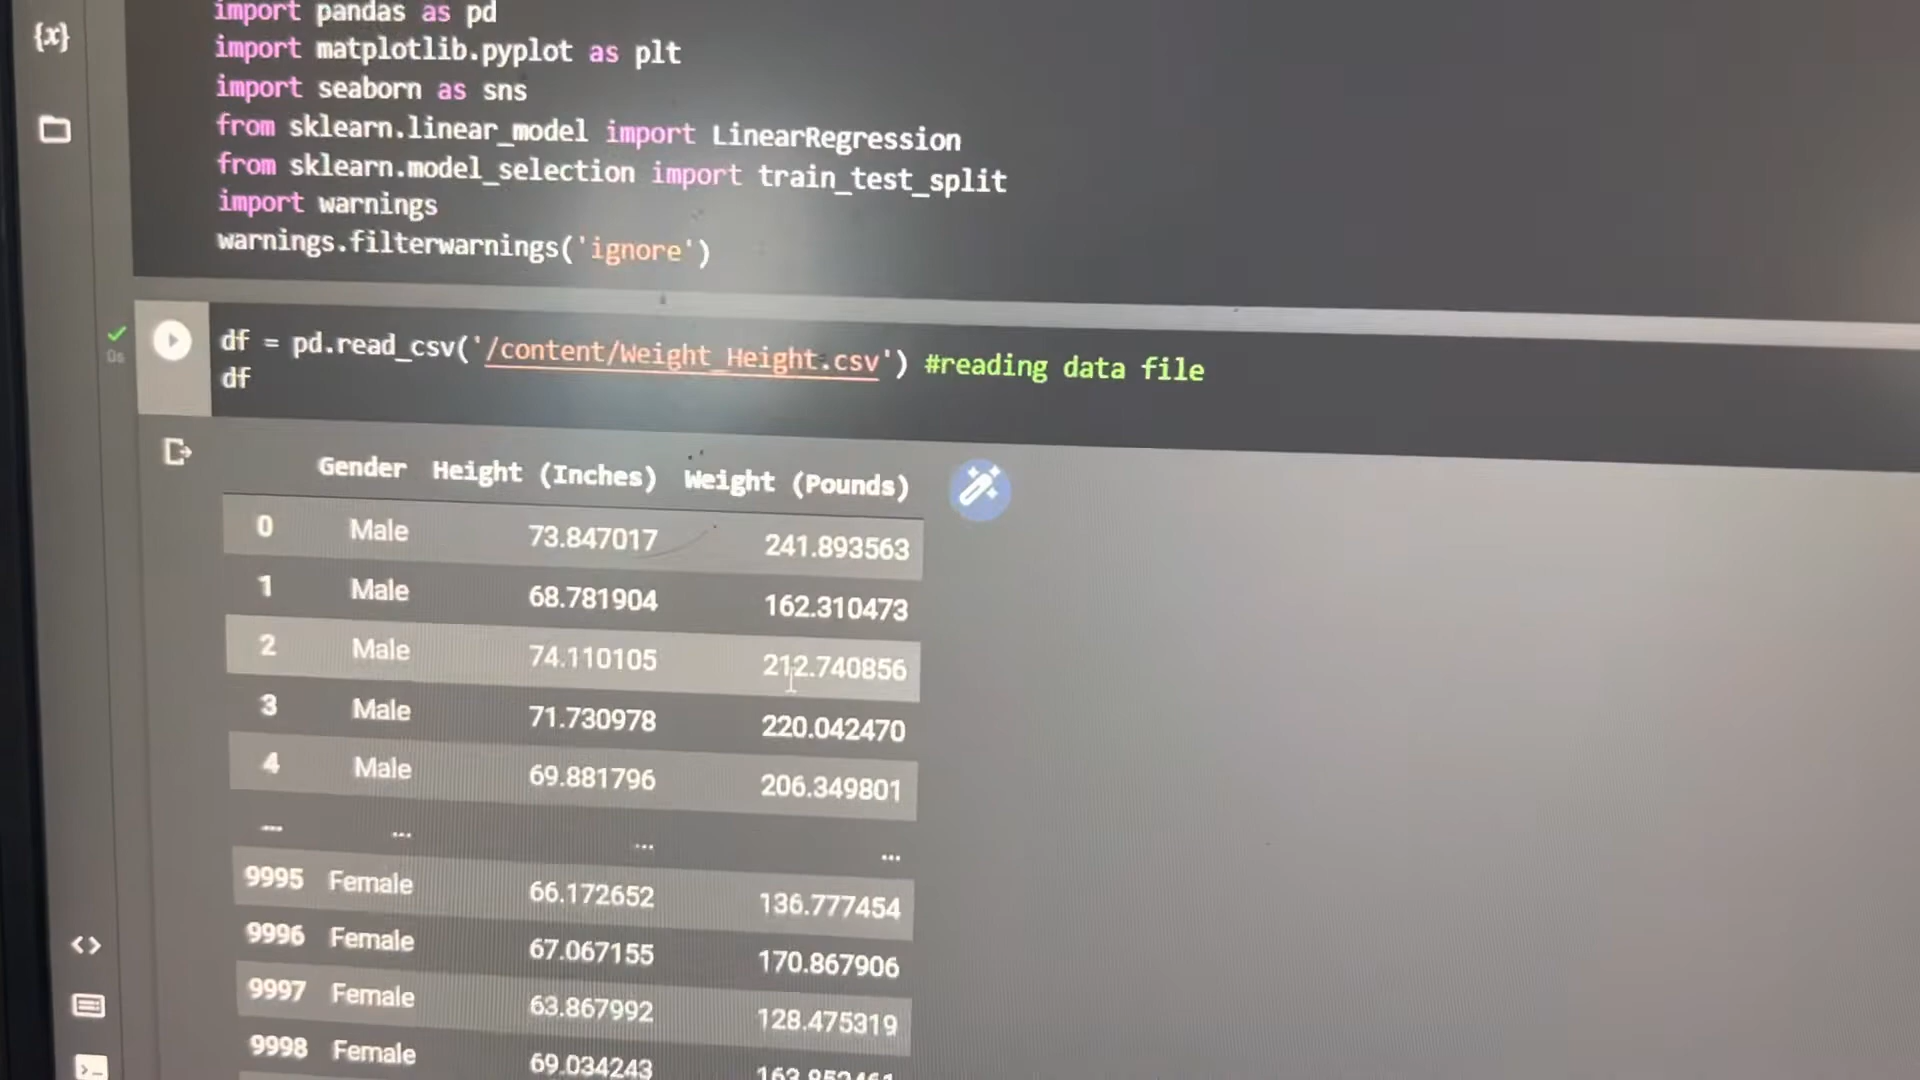 {x}
import pandas as pd
import matplotlib.pyplot as plt
import seaborn as sns
from sklearn.linear_model import LinearRegression
from sklearn.model_selection import train_test_split
import warnings
warnings.filterwarnings('ignore')
0s
df = pd.read_csv('/content/Weight_Height.csv') #reading data file
df
Gender Height (Inches) Weight (Pounds)
0 Male 73.847017 241.893563
1 Male 68.781904 162.310473
2 Male 74.110105 212.740856
3 Male 71.730978 220.042470
4 Male 69.881796 206.349801
... ... ... ...
9995 Female 66.172652 136.777454
9996 Female 67.067155 170.867906
9997 Female 63.867992 128.475319
9998 Female 69.034243